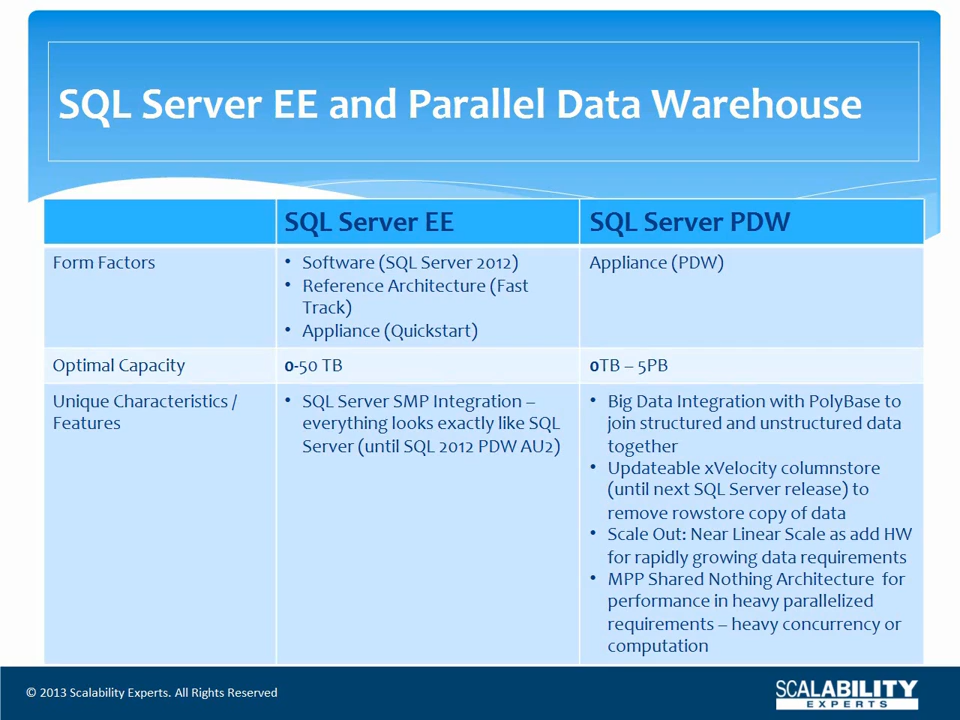 SQL Server EE and Parallel Data Warehouse
SQL Server EE
SQL Server PDW
Form Factors
• Software (SQL Server 2012)
• Reference Architecture (Fast
Track)
• Appliance (Quickstart)
Appliance (PDW)
Optimal Capacity
0-50 TB
0TB – 5PB
Unique Characteristics /
Features
• SQL Server SMP Integration –
everything looks exactly like SQL
Server (until SQL 2012 PDW AU2)
• Big Data Integration with PolyBase to
join structured and unstructured data
together
• Updateable xVelocity columnstore
(until next SQL Server release) to
remove rowstore copy of data
• Scale Out: Near Linear Scale as add HW
for rapidly growing data requirements
• MPP Shared Nothing Architecture for
performance in heavy parallelized
requirements – heavy concurrency or
computation
© 2013 Scalability Experts. All Rights Reserved
SCALABILITY
EXPERTS